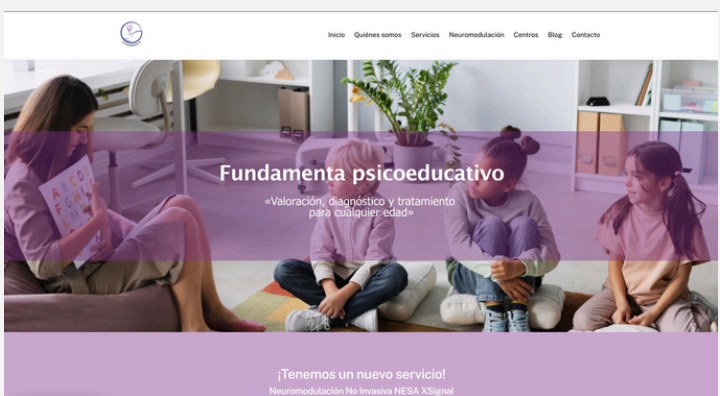 Inicio Quiénes somos Servicios Neuromodulación Centros Blog Contacto
Fundamenta psicoeducativo
«Valoración, diagnóstico y tratamiento
para cualquier edad»
¡Tenemos un nuevo servicio!
Neuromodulación No Invasiva NESA XSignal